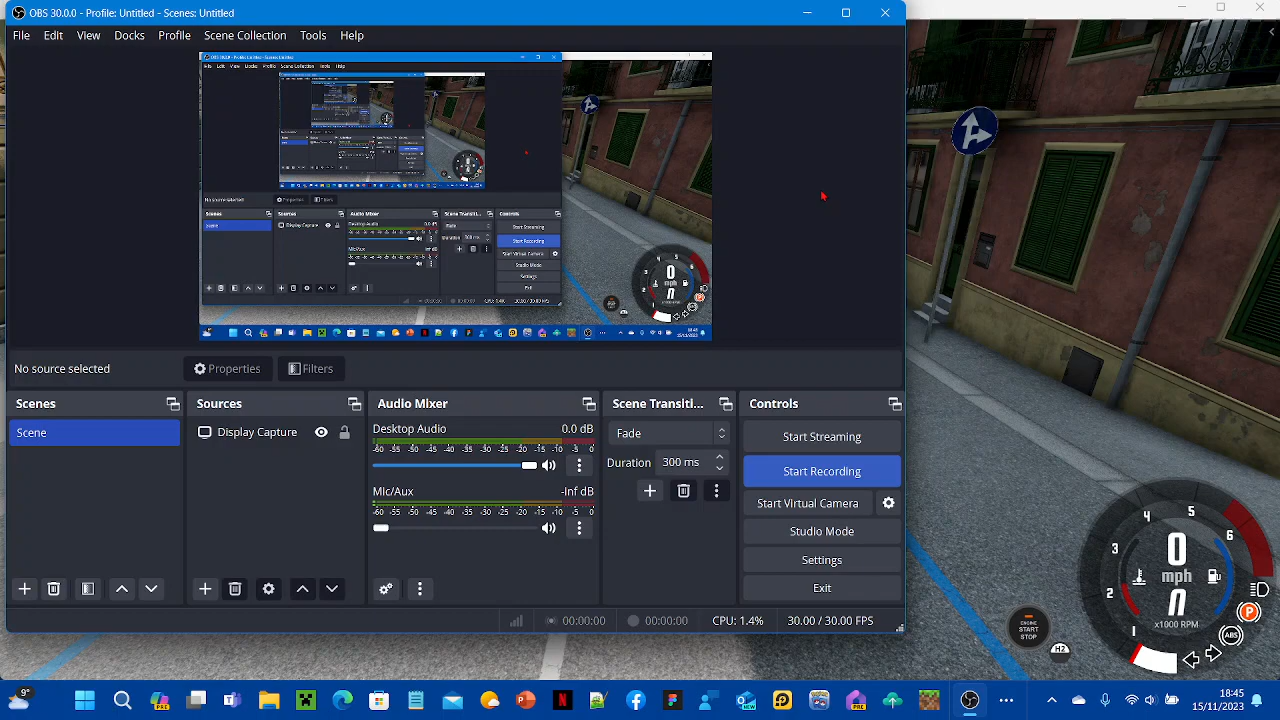 OBS 30.0.0 - Profile: Untitled - Scenes: Untitled
File Edit View Docks Profile Scene Collection Tools Help
No source selected
Properties
Filters
Scenes
Sources
Audio Mixer
Scene Transiti...
Controls
Scene
Display Capture
Desktop Audio 0.0 dB
-60 -55 -50 -45 -40 -35 -30 -25 -20 -15 -10 -5 0
Mic/Aux -Inf dB
-60 -55 -50 -45 -40 -35 -30 -25 -20 -15 -10 -5 0
Fade
Duration 300 ms
Start Streaming
Start Recording
Start Virtual Camera
Studio Mode
Settings
Exit
00:00:00
00:00:00
CPU: 1.4%
30.00 / 30.00 FPS
1 2 3 4 5 6
0
mph
n
x1000 RPM
ENGINE
START
STOP
H2
P
ABS
9°
PRE
NEW
PRE
18:45
15/11/2023